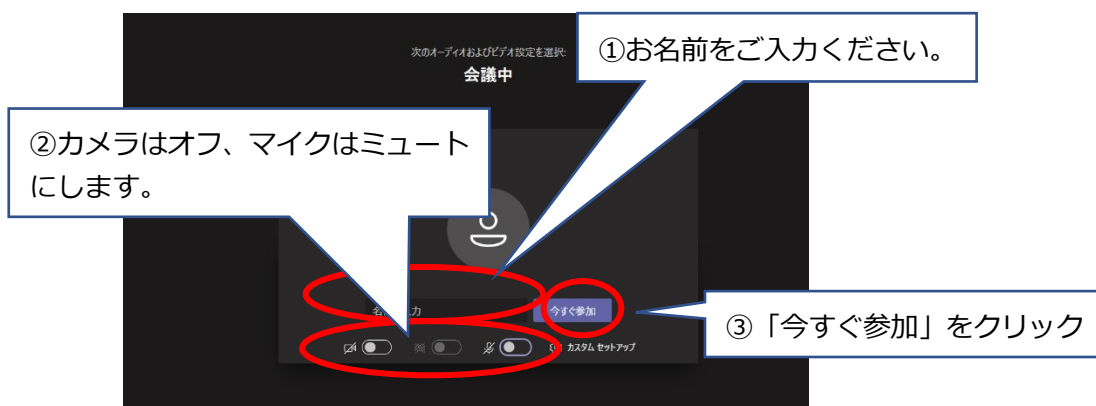 次のオーディオおよびビデオ設定を選択:
会議中
①お名前をご入力ください。
②カメラはオフ、マイクはミュート
にします。
力
今すぐ参加
③「今すぐ参加」をクリック
カスタム セットアップ